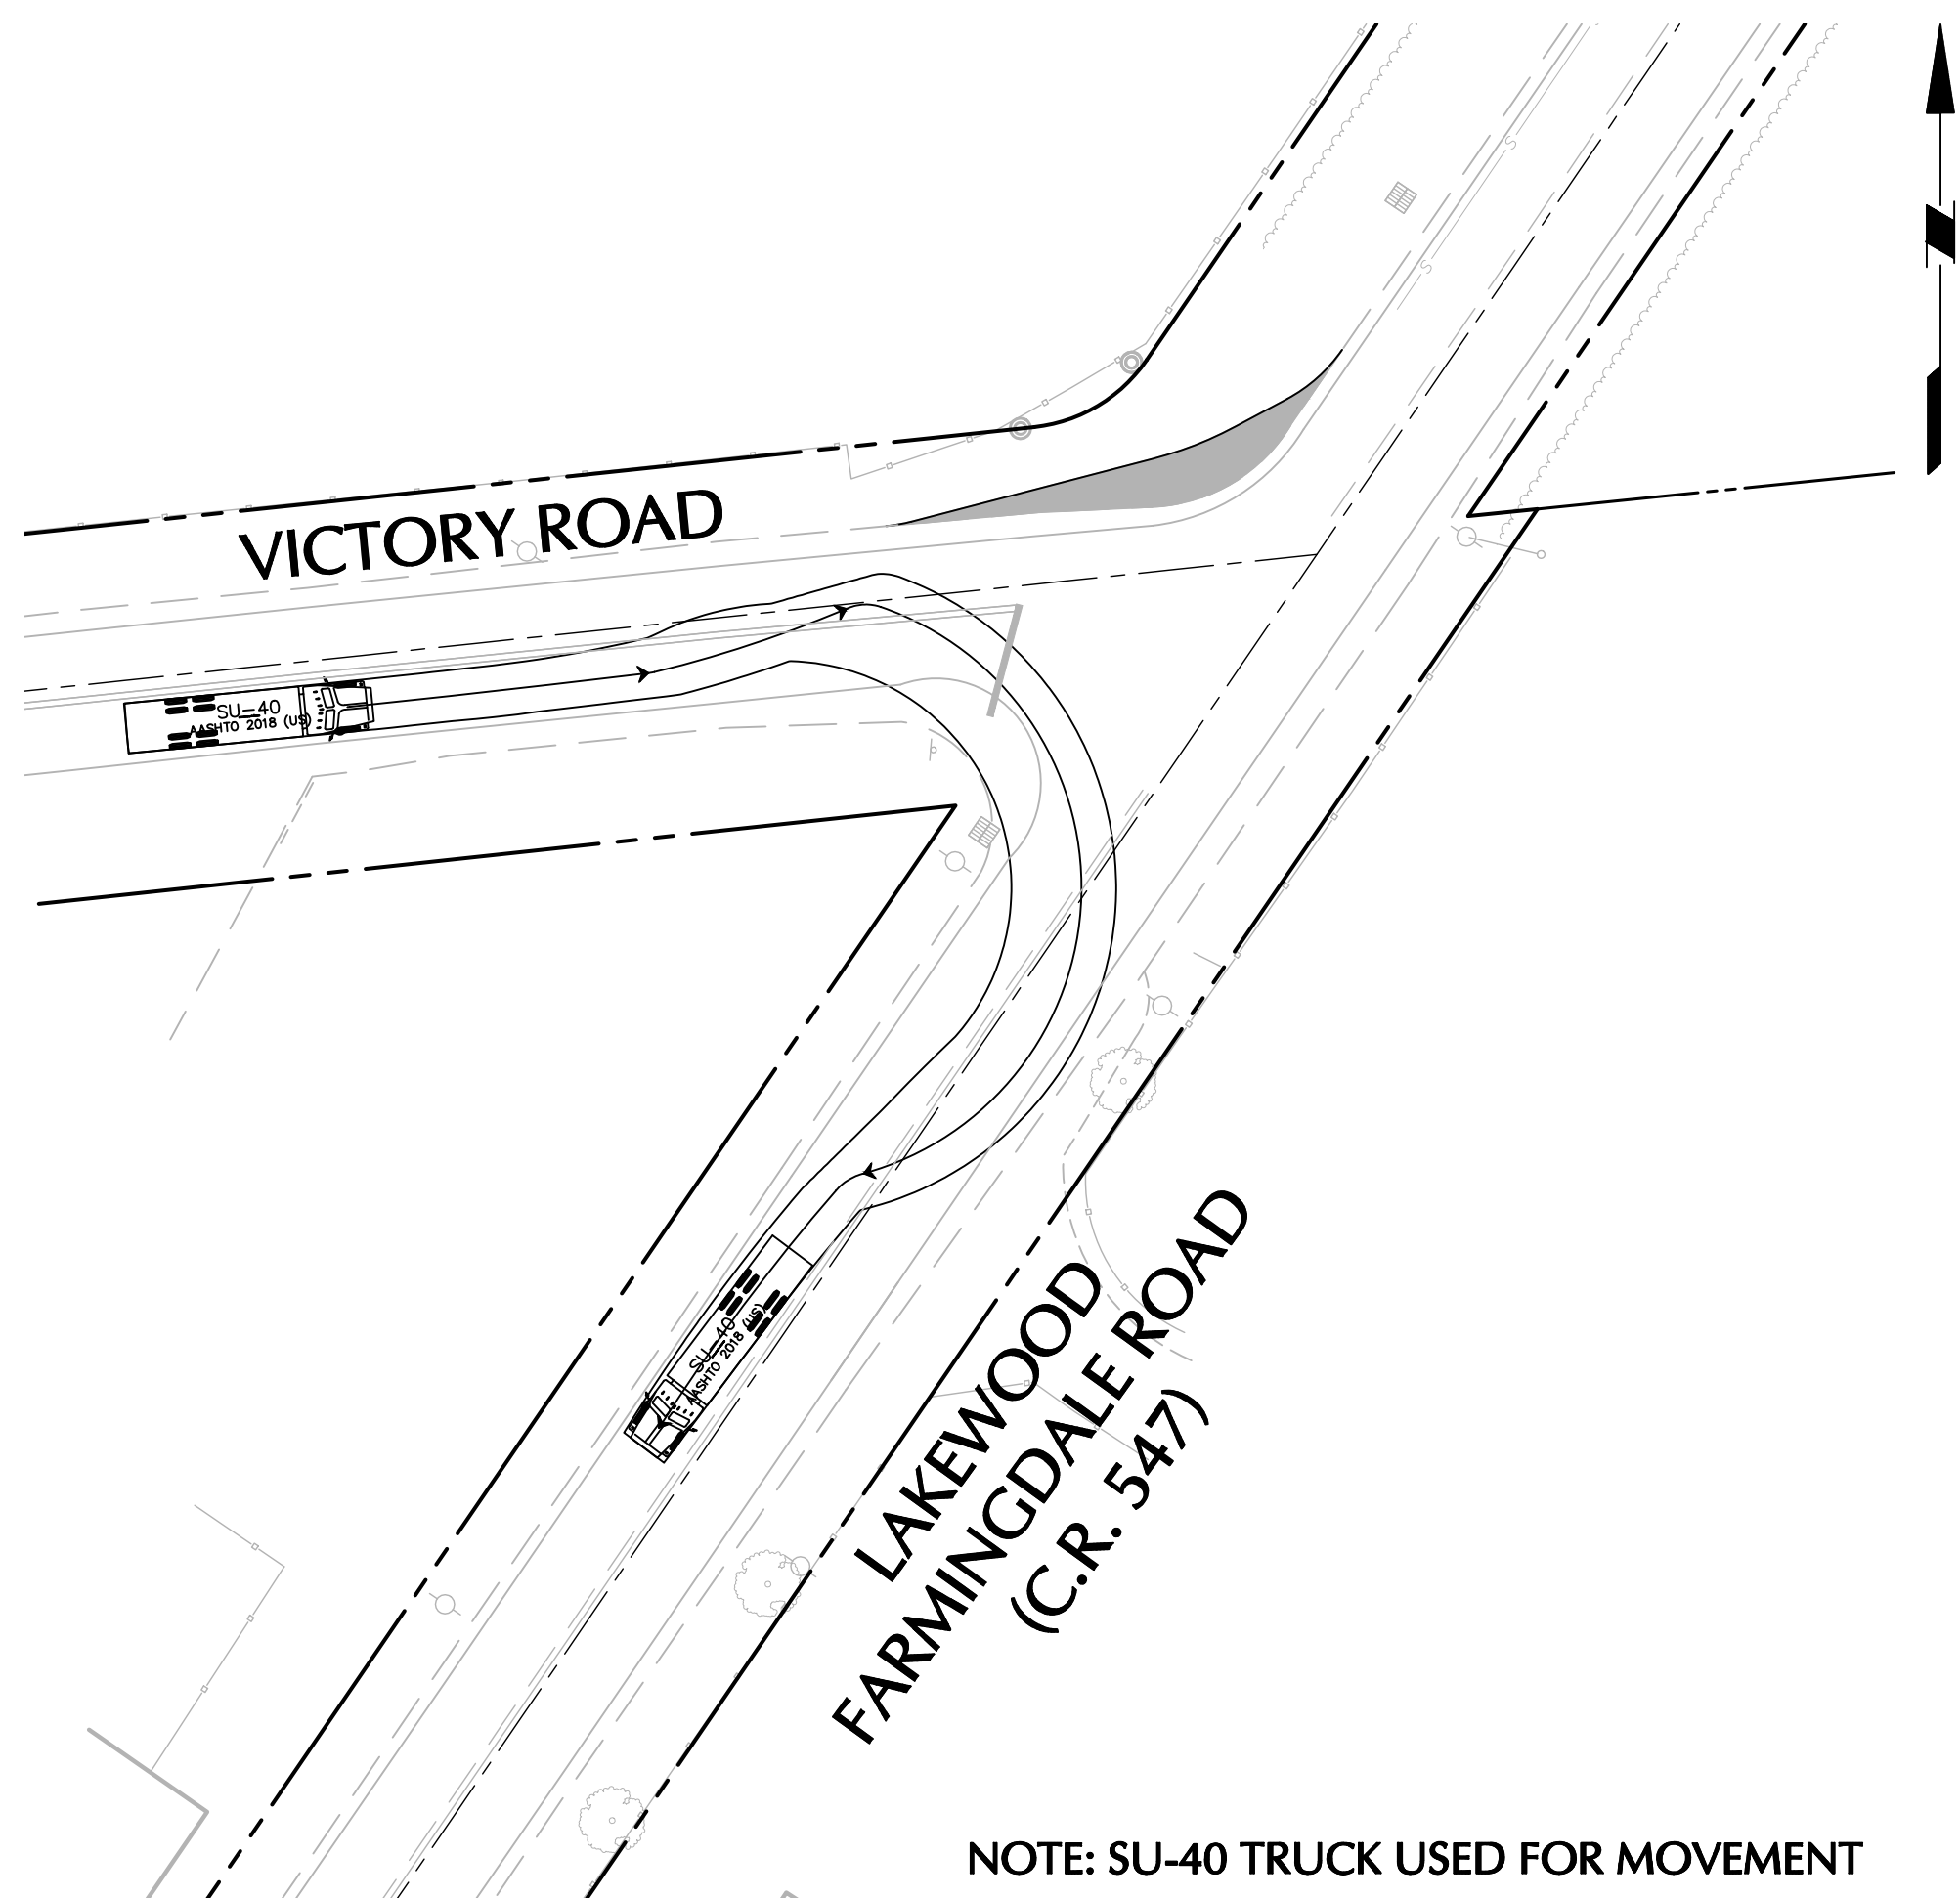 VICTORY ROAD
SU-40
AASHTO 2018 (US)
S
S
SU-40
AASHTO 2018 (US)
LAKEWOOD
FARMINGDALE ROAD
(C.R. 547)
N
NOTE: SU-40 TRUCK USED FOR MOVEMENT